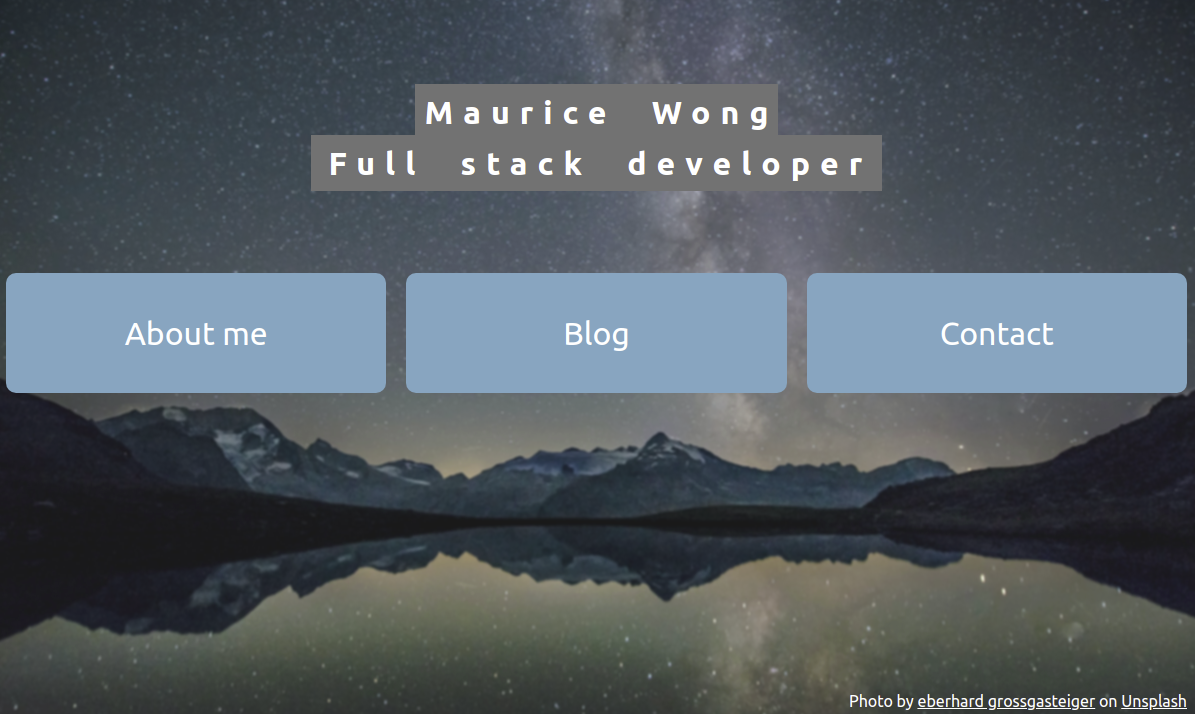 Maurice Wong
Full stack developer
About me
Blog
Contact
Photo by eberhard grossgasteiger on Unsplash